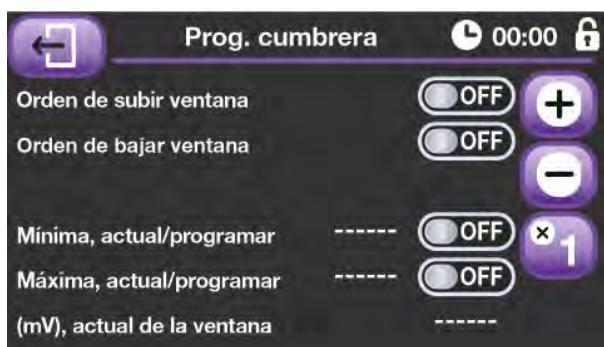 Prog. cumbrera 00:00
Orden de subir ventana OFF
+
Orden de bajar ventana OFF
−
Mínima, actual/programar ------ OFF
×1
Máxima, actual/programar ------ OFF
(mV), actual de la ventana ------